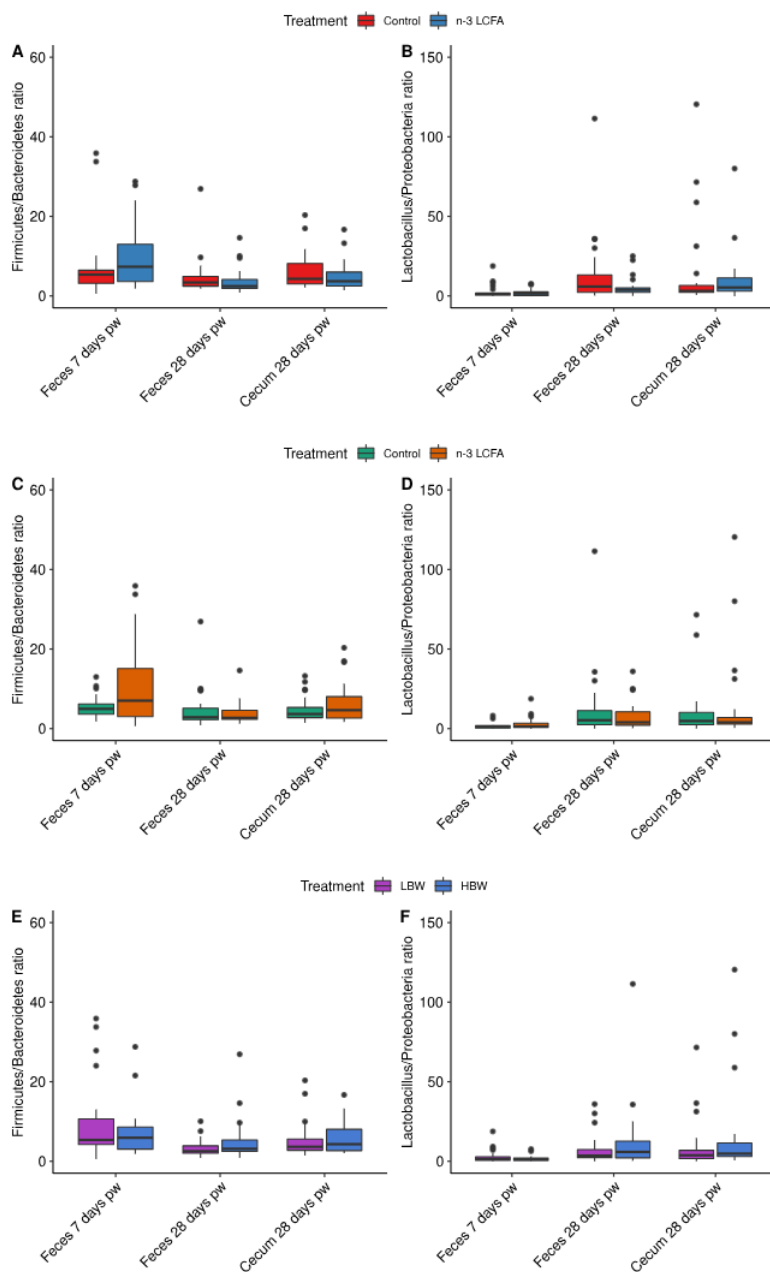 Treatment Control n-3 LCFA
A
60
40
20
0
Firmicutes/Bacteroidetes ratio
Feces 7 days pw
Feces 28 days pw
Cecum 28 days pw
B
150
100
50
0
Lactobacillus/Proteobacteria ratio
Feces 7 days pw
Feces 28 days pw
Cecum 28 days pw
Treatment Control n-3 LCFA
C
60
40
20
0
Firmicutes/Bacteroidetes ratio
Feces 7 days pw
Feces 28 days pw
Cecum 28 days pw
D
150
100
50
0
Lactobacillus/Proteobacteria ratio
Feces 7 days pw
Feces 28 days pw
Cecum 28 days pw
Treatment LBW HBW
E
60
40
20
0
Firmicutes/Bacteroidetes ratio
Feces 7 days pw
Feces 28 days pw
Cecum 28 days pw
F
150
100
50
0
Lactobacillus/Proteobacteria ratio
Feces 7 days pw
Feces 28 days pw
Cecum 28 days pw